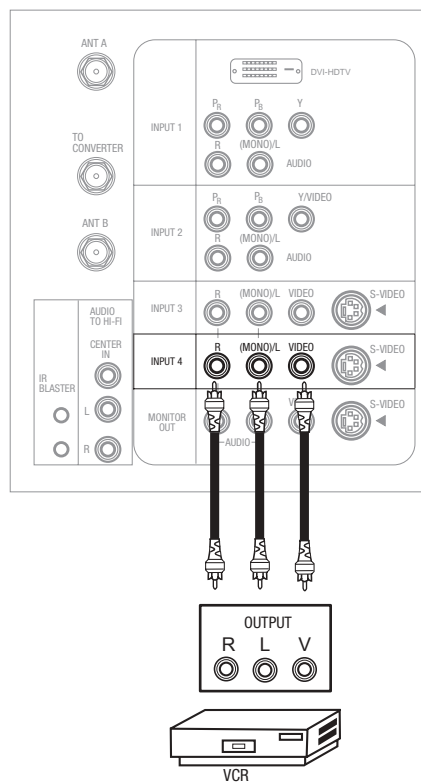 ANT A
DVI-HDTV
PR PB Y
INPUT 1
R (MONO)/L AUDIO
TO
CONVERTER
PR PB Y/VIDEO
ANT B
INPUT 2
R (MONO)/L AUDIO
INPUT 3
R (MONO)/L VIDEO S-VIDEO
AUDIO
TO HI-FI
CENTER
IN
INPUT 4
R (MONO)/L VIDEO S-VIDEO
IR
BLASTER
L
R
MONITOR
OUT
AUDIO
S-VIDEO
OUTPUT
R L V
VCR